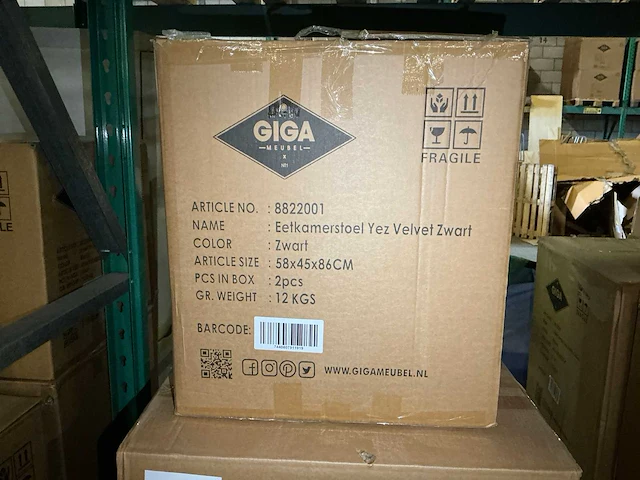 GIGA
MEUBEL
X
FRAGILE
ARTICLE NO. : 8822001
NAME : Eetkamerstoel Yez Velvet Zwart
COLOR : Zwart
ARTICLE SIZE : 58x45x86CM
PCS IN BOX : 2pcs
GR. WEIGHT : 12 KGS
BARCODE:
WWW.GIGAMEUBEL.NL